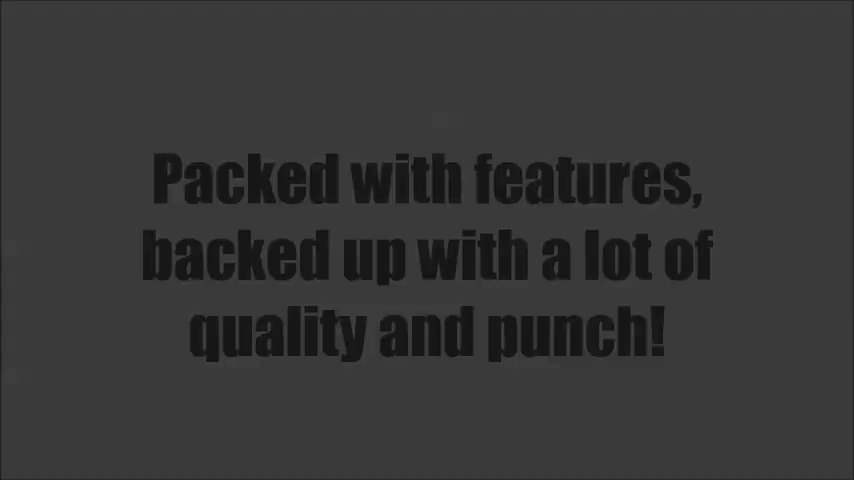 Packed with features,
backed up with a lot of
quality and punch!